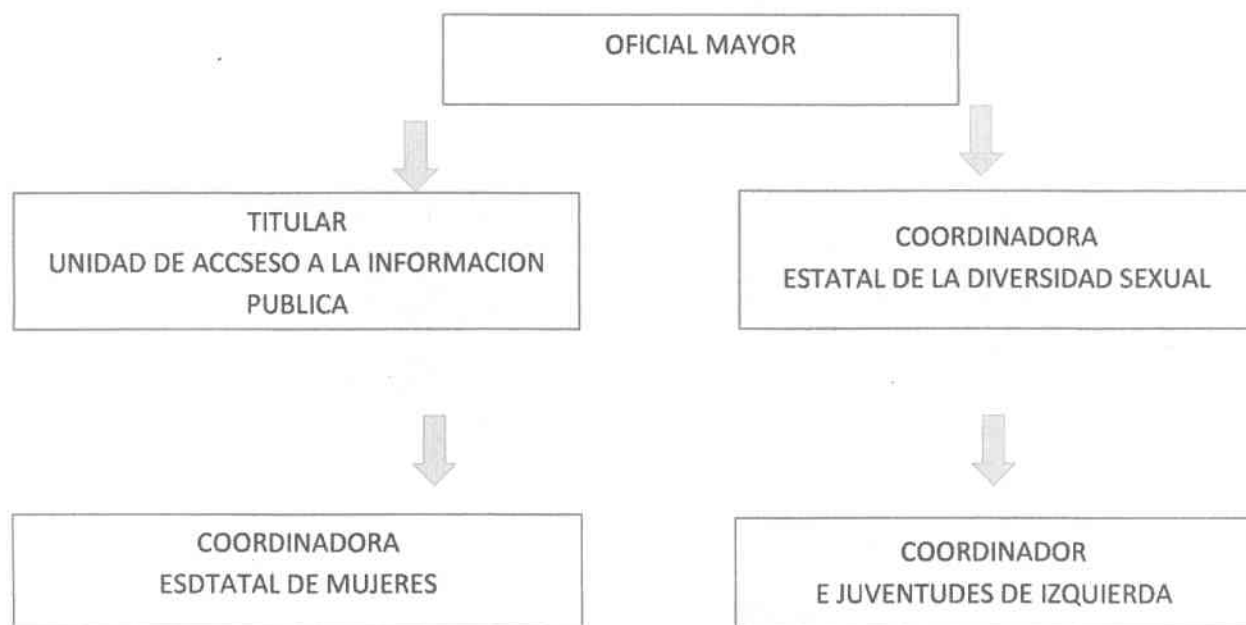 OFICIAL MAYOR
TITULAR
UNIDAD DE ACCSESO A LA INFORMACION
PUBLICA
COORDINADORA
ESTATAL DE LA DIVERSIDAD SEXUAL
COORDINADORA
ESDTATAL DE MUJERES
COORDINADOR
E JUVENTUDES DE IZQUIERDA